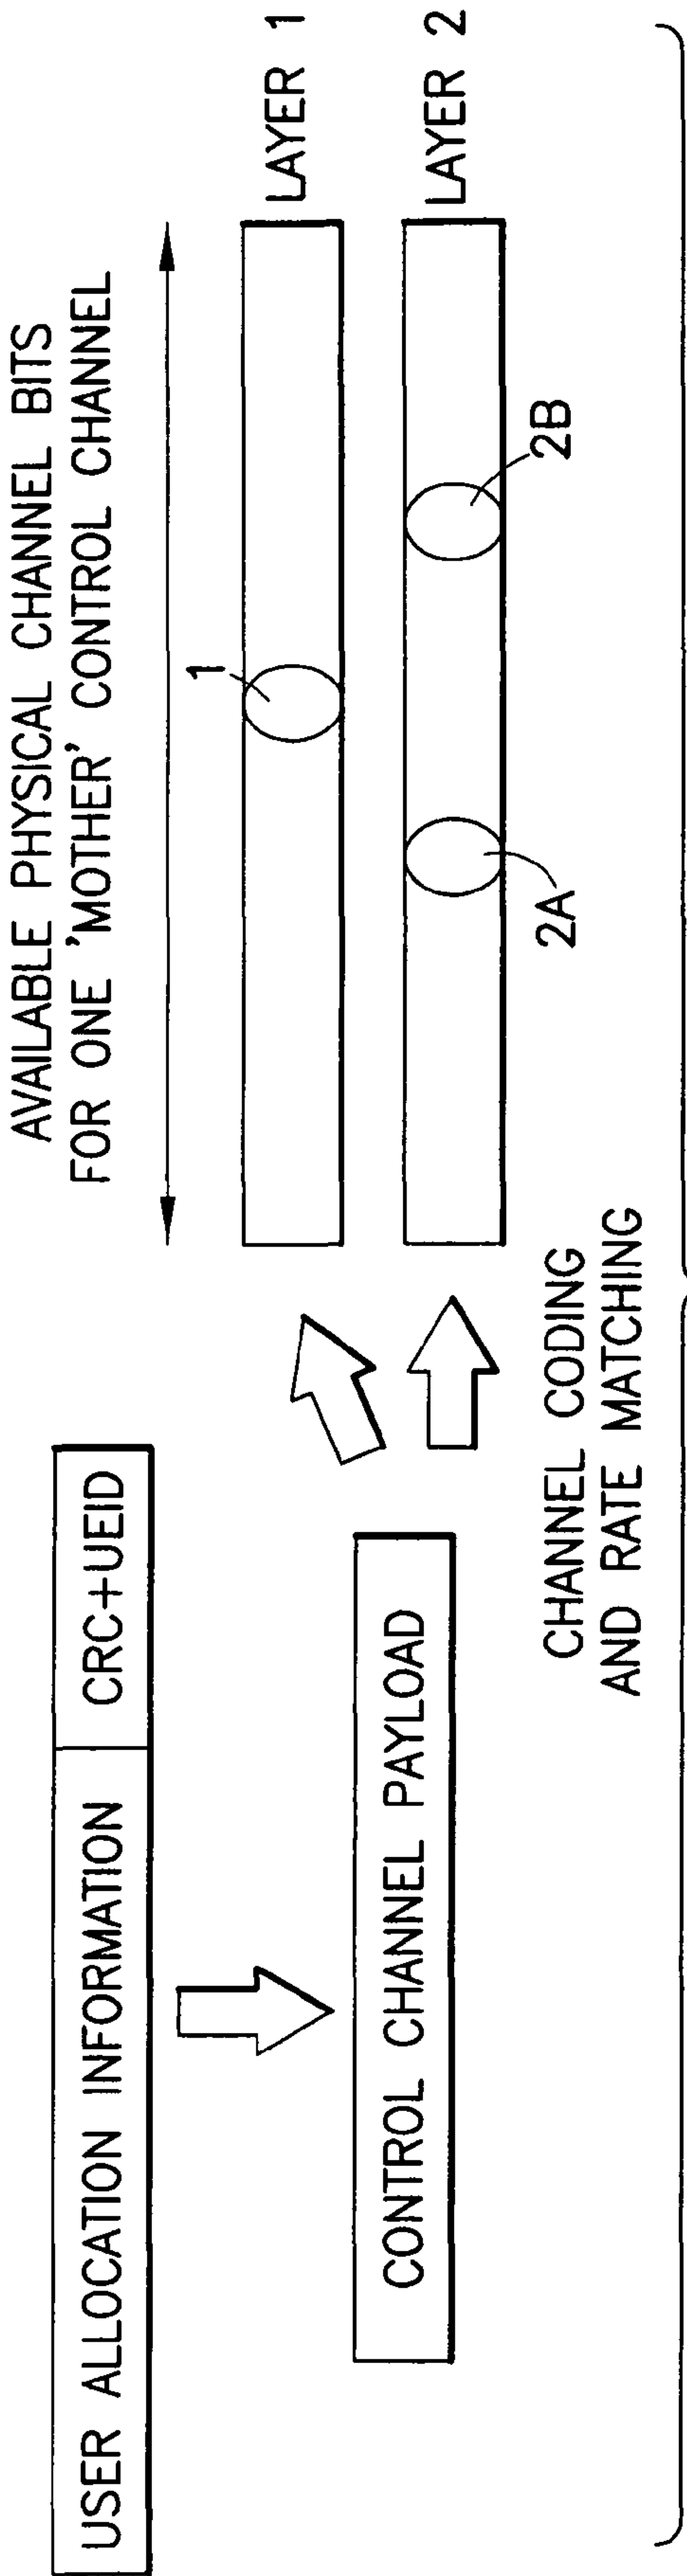 USER ALLOCATION INFORMATION
CRC+UEID
CONTROL CHANNEL PAYLOAD
CHANNEL CODING
AND RATE MATCHING
AVAILABLE PHYSICAL CHANNEL BITS
FOR ONE 'MOTHER' CONTROL CHANNEL
1
LAYER 1
2A
2B
LAYER 2